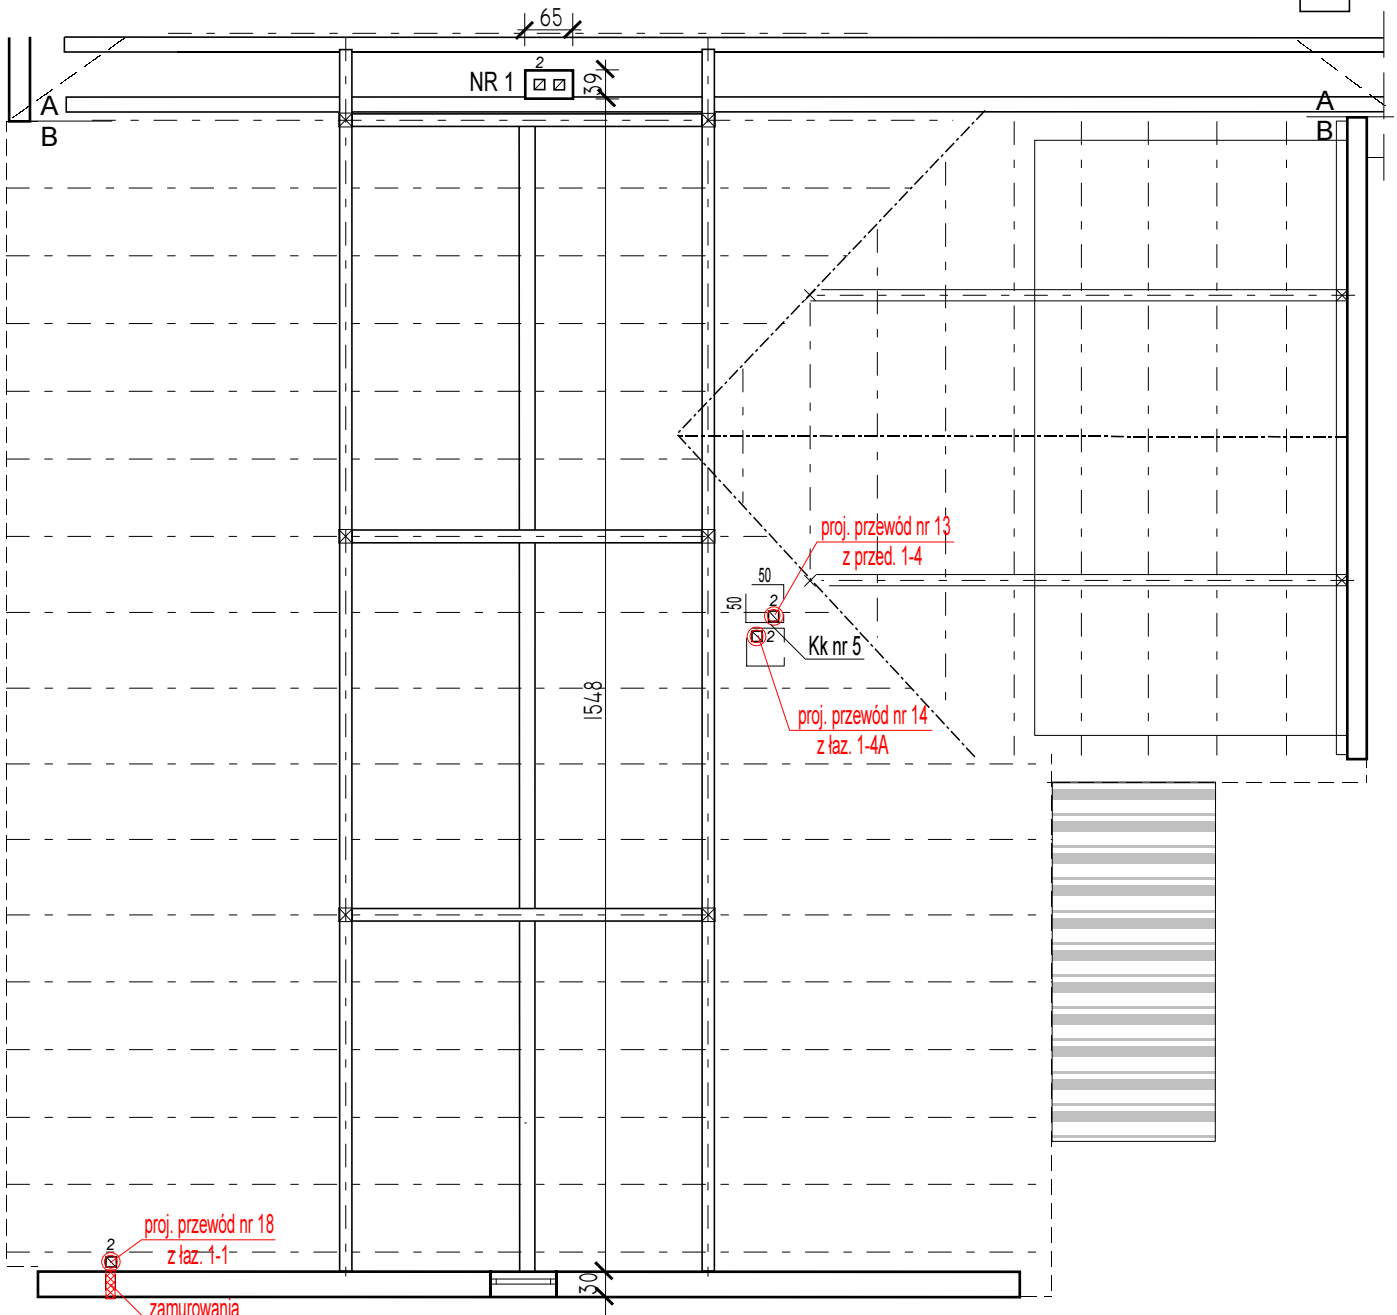 65
2
NR 1
39
A
B
A
B
proj. przewód nr 13
z przed. 1-4
50
50
2
2
Kk nr 5
1548
proj. przewód nr 14
z łaz. 1-4A
proj. przewód nr 18
z łaz. 1-1
2
30
zamurowania